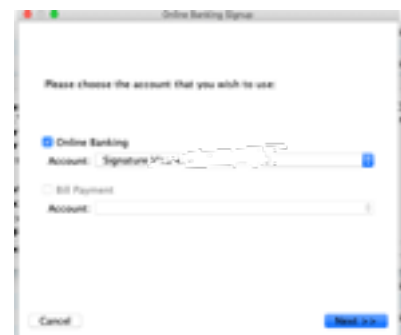 Online Banking Signup
Please choose the account that you wish to use:
Online Banking
Account: Signature
Bill Payment
Account:
Cancel
Next >>